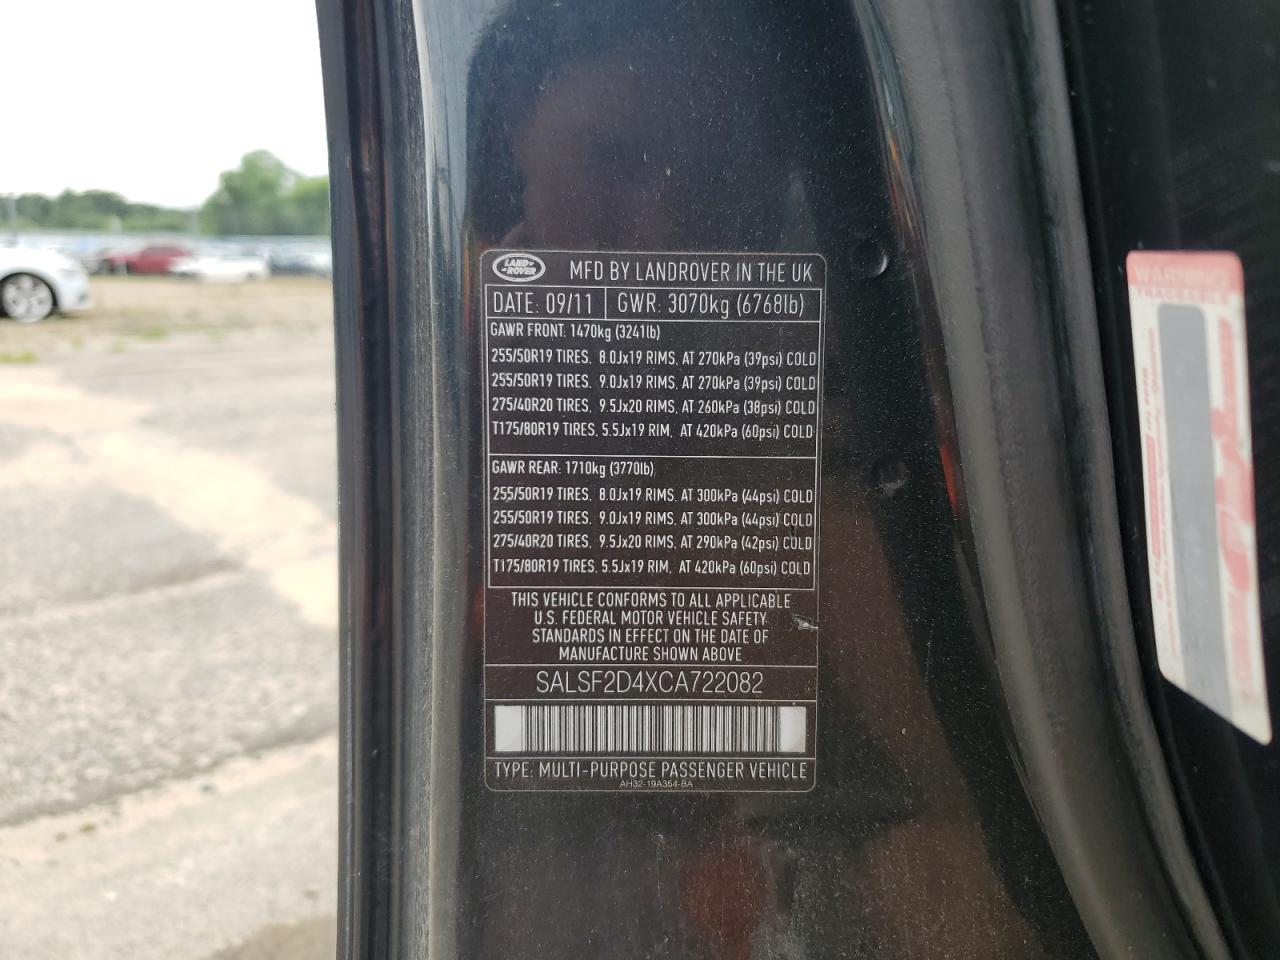 LAND ROVER
MFD BY LANDROVER IN THE UK
DATE: 09/11 GWR: 3070kg (6768lb)
GAWR FRONT: 1470kg (3241lb)
255/50R19 TIRES, 8.0Jx19 RIMS, AT 270kPa (39psi) COLD
255/50R19 TIRES, 9.0Jx19 RIMS, AT 270kPa (39psi) COLD
275/40R20 TIRES, 9.5Jx20 RIMS, AT 260kPa (38psi) COLD
T175/80R19 TIRES, 5.5Jx19 RIM, AT 420kPa (60psi) COLD
GAWR REAR: 1710kg (3770lb)
255/50R19 TIRES, 8.0Jx19 RIMS, AT 300kPa (44psi) COLD
255/50R19 TIRES, 9.0Jx19 RIMS, AT 300kPa (44psi) COLD
275/40R20 TIRES, 9.5Jx20 RIMS, AT 290kPa (42psi) COLD
T175/80R19 TIRES, 5.5Jx19 RIM, AT 420kPa (60psi) COLD
THIS VEHICLE CONFORMS TO ALL APPLICABLE
U.S. FEDERAL MOTOR VEHICLE SAFETY
STANDARDS IN EFFECT ON THE DATE OF
MANUFACTURE SHOWN ABOVE
SALSF2D4XCA722082
TYPE: MULTI-PURPOSE PASSENGER VEHICLE
AH32-19A354-BA
WARNING